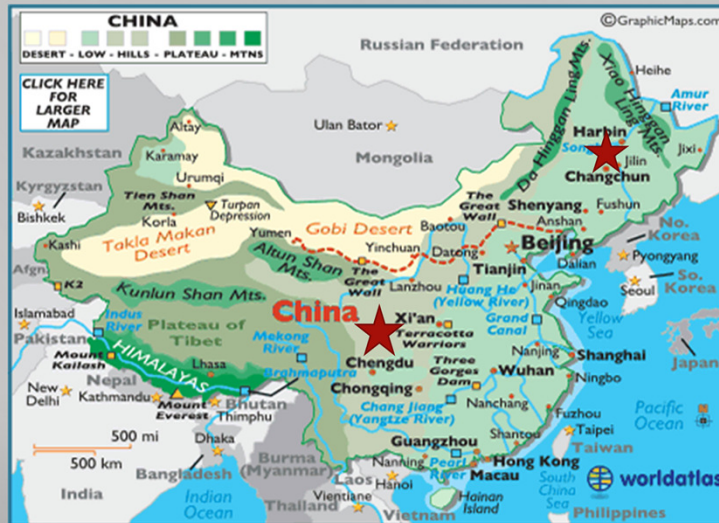 CHINA
DESERT - LOW - HILLS - PLATEAU - MTNS
©GraphicMaps.com
CLICK HERE
FOR
LARGER
MAP
Russian Federation
Da Hinggan Ling Mts.
Xiao Hinggan
Ling Mts.
Heihe
Amur
River
Ulan Bator
Mongolia
Kazakhstan
Kyrgyzstan
Bishkek
Altay
Karamay
Urumqi
Tien Shan
Mts.
Turpan
Depression
Korla
Kashi
Takla Makan
Desert
Yumen
Gobi Desert
Harbin
Jilin
Jixi
Changchun
The
Great
Wall
Shenyang
Fushun
Anshan
Baotou
Beijing
Yinchuan
Datong
Tianjin
Dalian
No.
Korea
Pyongyang
So.
Korea
Seoul
Afgn.
K2
Altun Shan
Mts.
The
Great
Wall
Lanzhou
Huang He
(Yellow River)
Jinan
Qingdao
Yellow
Sea
Kunlun Shan Mts.
Islamabad
Pakistan
Indus
River
Plateau of
Tibet
China
Xi'an
Terracotta
Warriors
Grand
Canal
Japan
Mekong
River
HIMALAYAS
Mount
Kailash
Lhasa
Brahmaputra
Chengdu
Chongqing
Three
Gorges
Dam
Wuhan
Nanjing
Shanghai
Ningbo
New
Delhi
Nepal
Kathmandu
Mount
Everest
Bhutan
Thimphu
Chang Jiang
(Yangtze River)
Nanchang
Fuzhou
Taipei
Taiwan
Pacific
Ocean
500 mi
500 km
Dhaka
Bangladesh
India
Indian
Ocean
Burma
(Myanmar)
Guangzhou
Shantou
Nanning
Pearl
River
Hong Kong
Macau
Laos
Hanoi
Vientiane
Thailand
Vietnam
Hainan
Island
South
China
Sea
Philippines
worldatlas